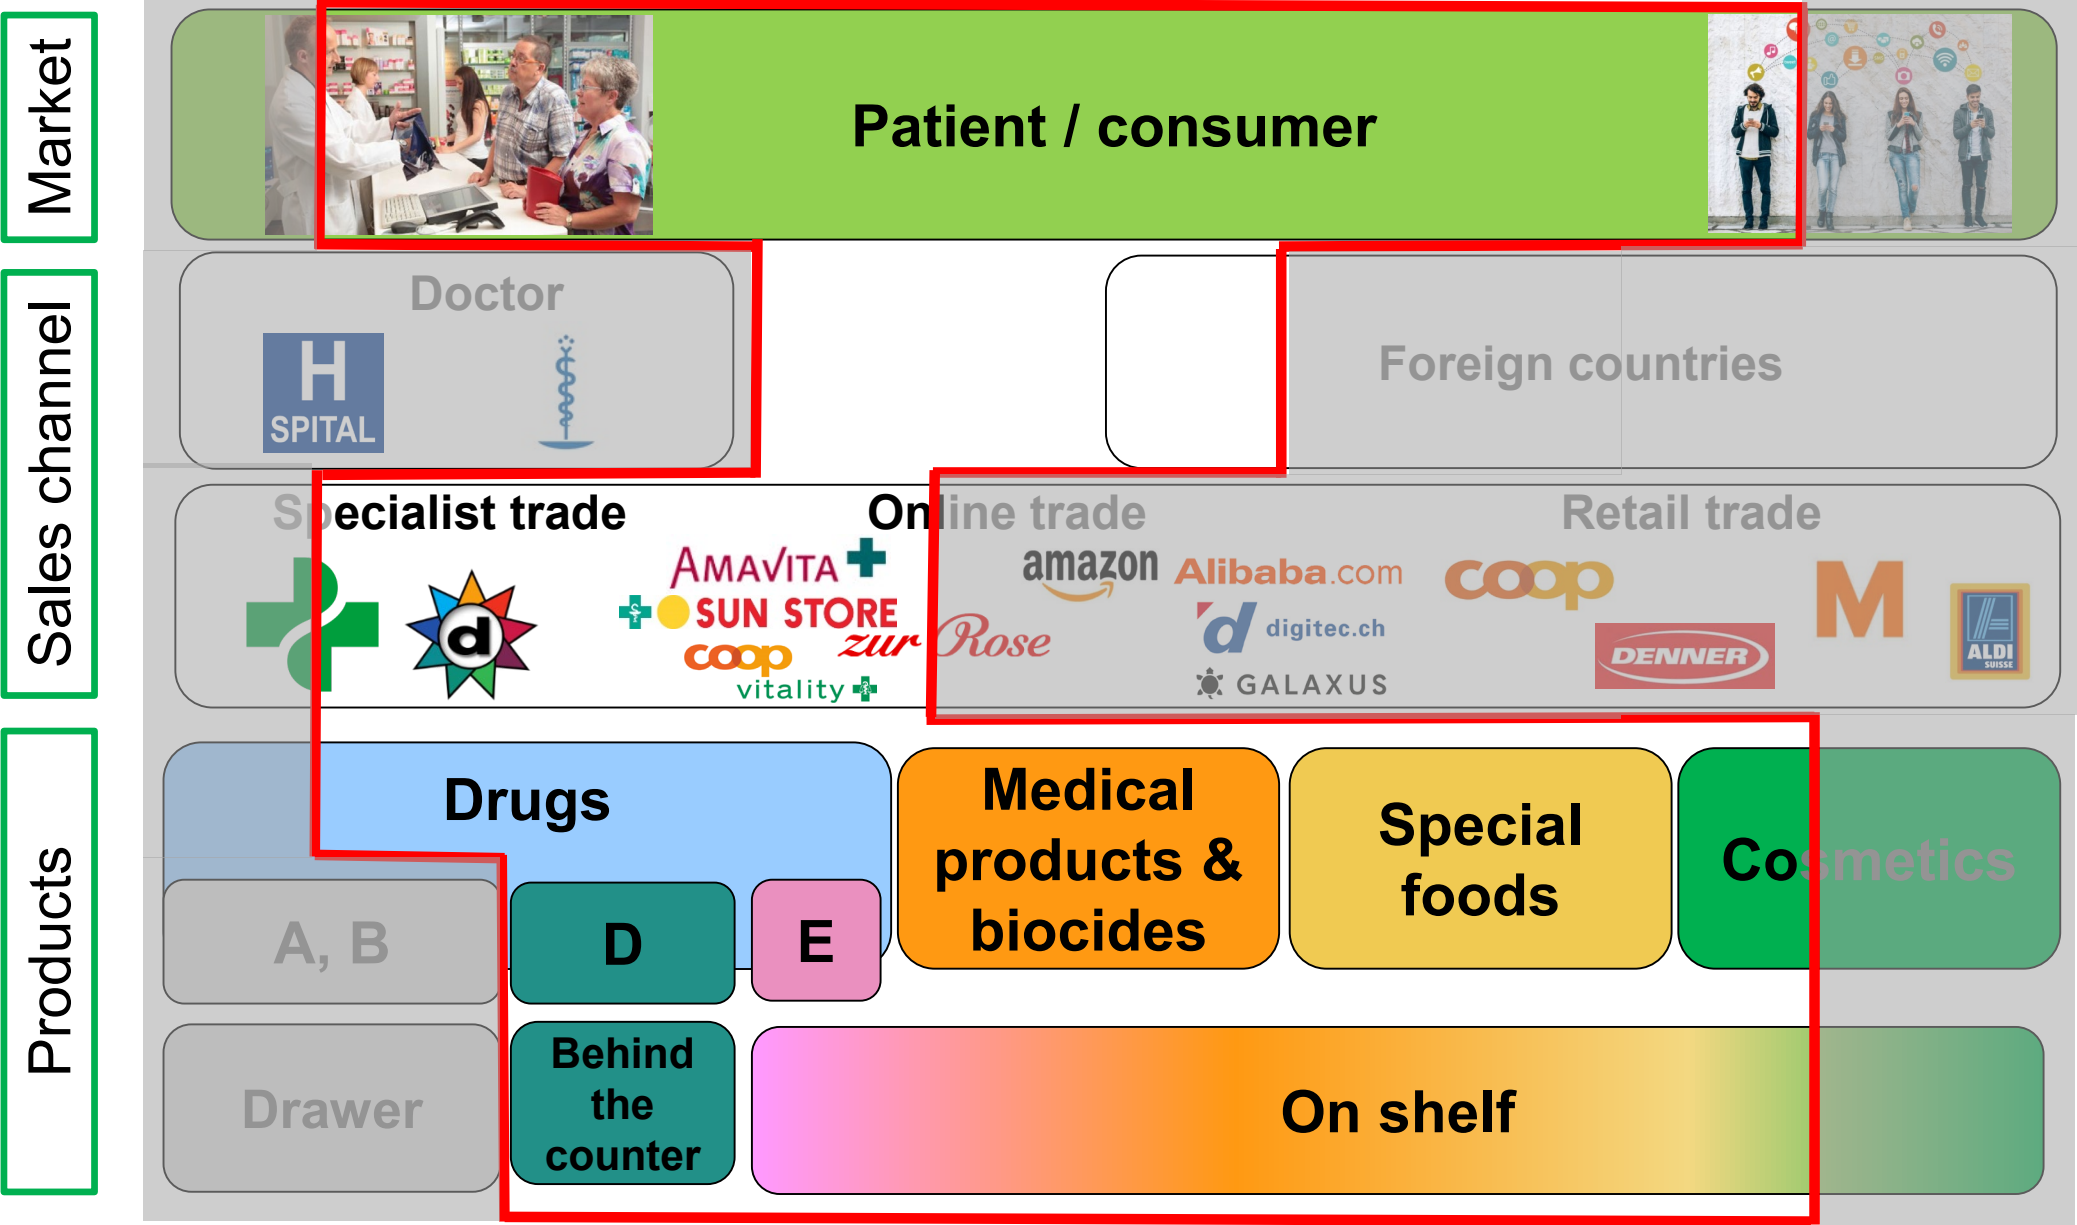 Market
Patient / consumer
Sales channel
Doctor
H
SPITAL
Foreign countries
Specialist trade
Online trade
Retail trade
d
AMAVITA
SUN STORE
coop
vitality
zur Rose
amazon
Alibaba.com
d digitec.ch
GALAXUS
coop
DENNER
M
ALDI
SUISSE
Products
Drugs
Medical
products &
biocides
Special
foods
Cosmetics
A, B
D
E
Drawer
Behind
the
counter
On shelf